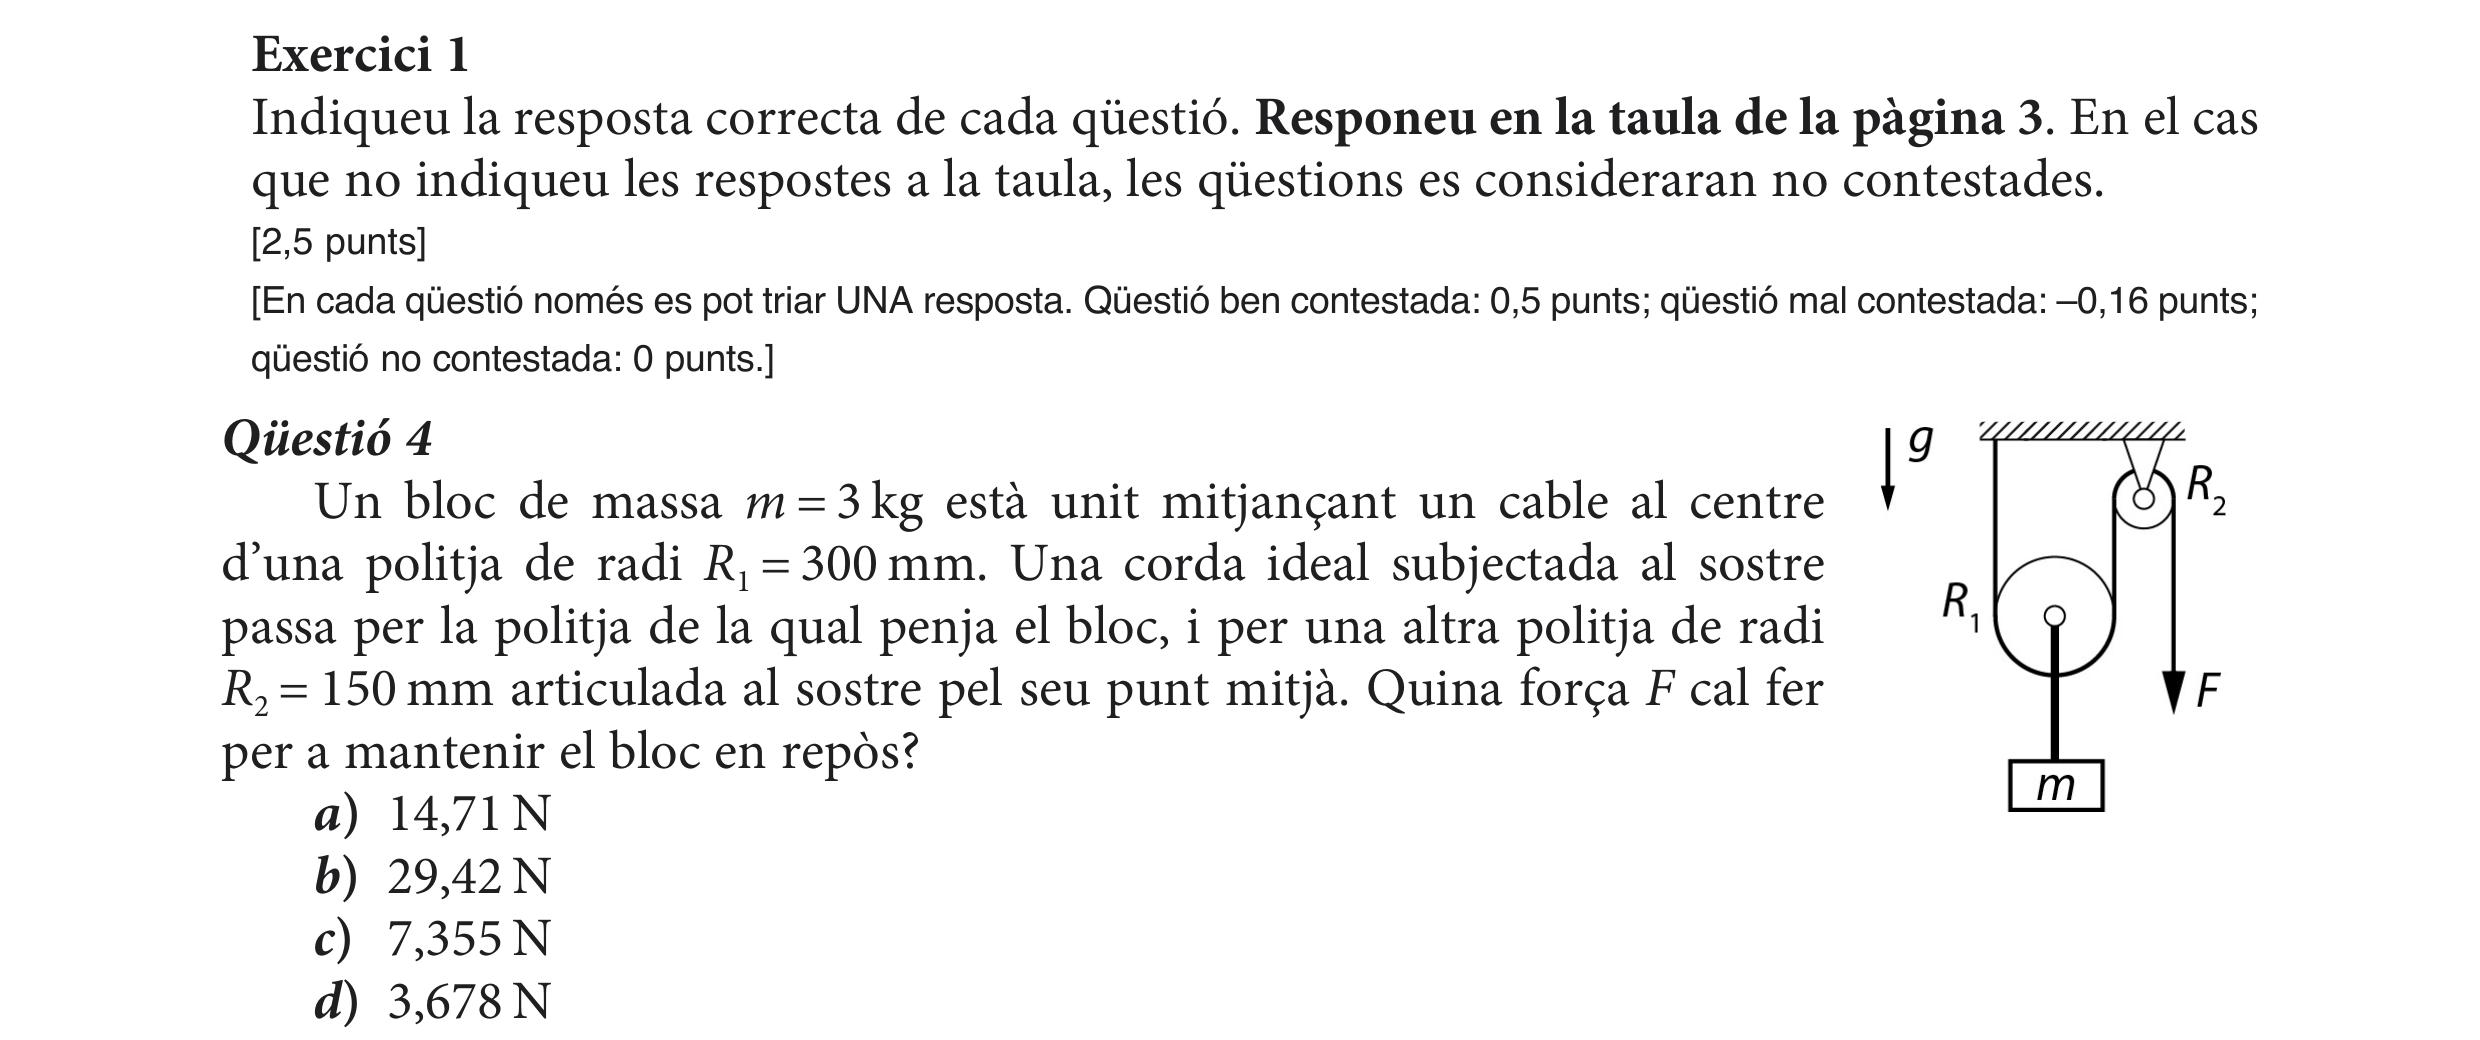 Exercici 1
Indiqueu la resposta correcta de cada qüestió. Responeu en la taula de la pàgina 3. En el cas
que no indiqueu les respostes a la taula, les qüestions es consideraran no contestades.
[2,5 punts]
[En cada qüestió només es pot triar UNA resposta. Qüestió ben contestada: 0,5 punts; qüestió mal contestada: –0,16 punts;
qüestió no contestada: 0 punts.]
Qüestió 4
Un bloc de massa m = 3 kg està unit mitjançant un cable al centre
d’una politja de radi R₁ = 300 mm. Una corda ideal subjectada al sostre
passa per la politja de la qual penja el bloc, i per una altra politja de radi
R₂ = 150 mm articulada al sostre pel seu punt mitjà. Quina força F cal fer
per a mantenir el bloc en repòs?
a) 14,71 N
b) 29,42 N
c) 7,355 N
d) 3,678 N
g
R₂
R₁
F
m